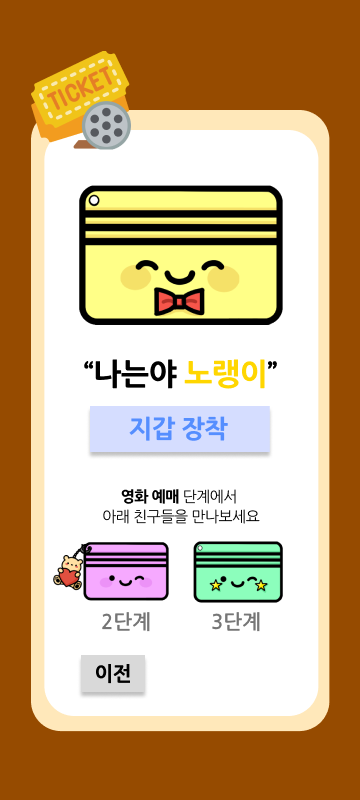 TICKET
“나는야 노랭이”
지갑 장착
영화 예매 단계에서
아래 친구들을 만나보세요
2단계 3단계
이전